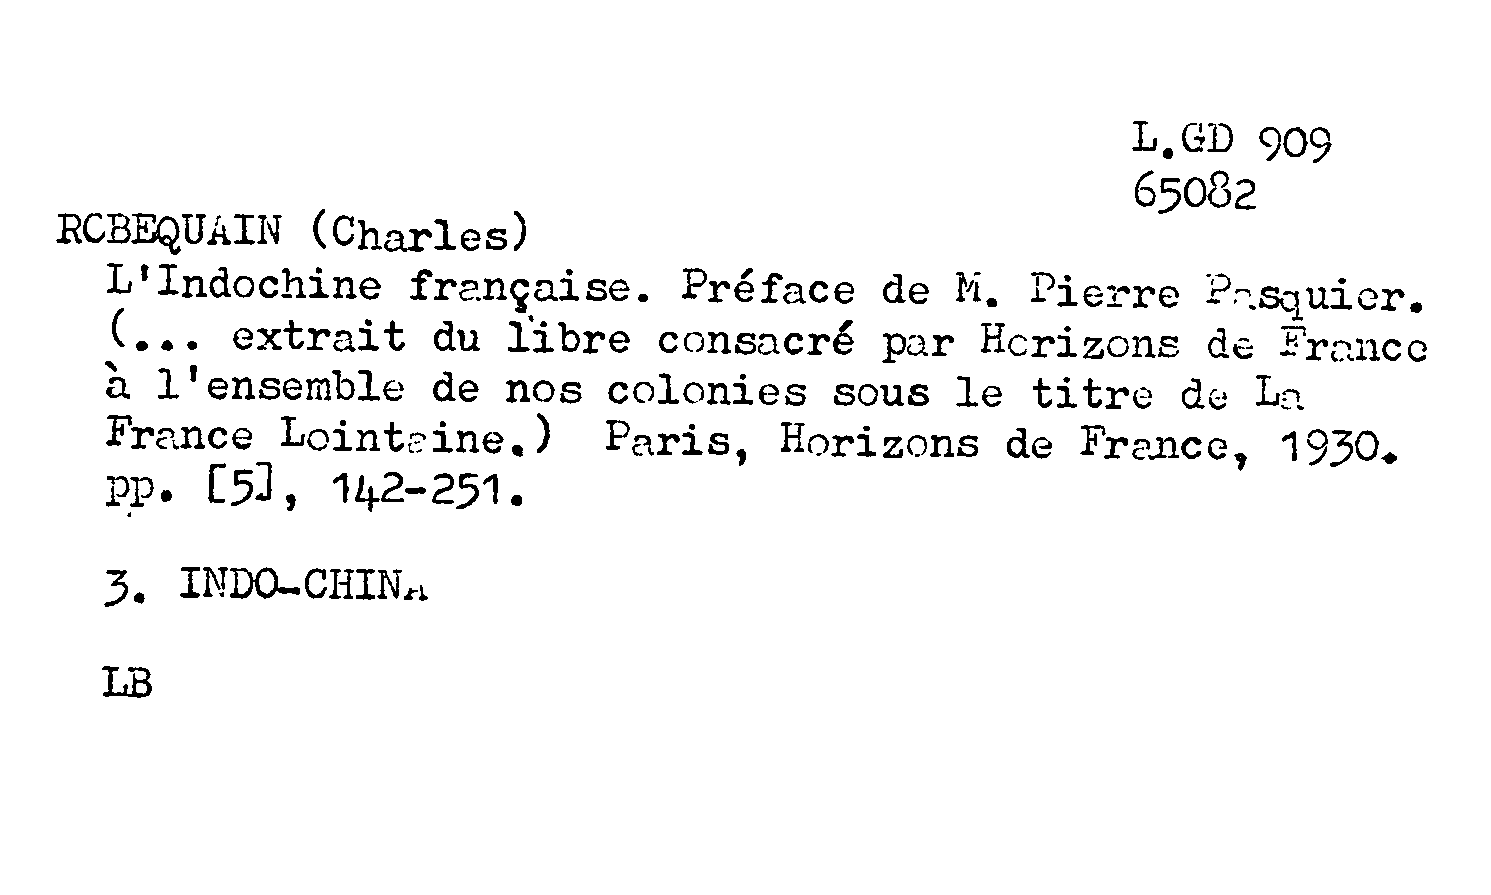 L.GD 909
65082
ROBEQUAIN (Charles)
L'Indochine française. Préface de M. Pierre Pasquier.
(... extrait du libre consacré par Horizons de France
à l'ensemble de nos colonies sous le titre de La
France Lointaine.) Paris, Horizons de France, 1930.
pp. [5], 142-251.
3. INDO-CHINA
LB